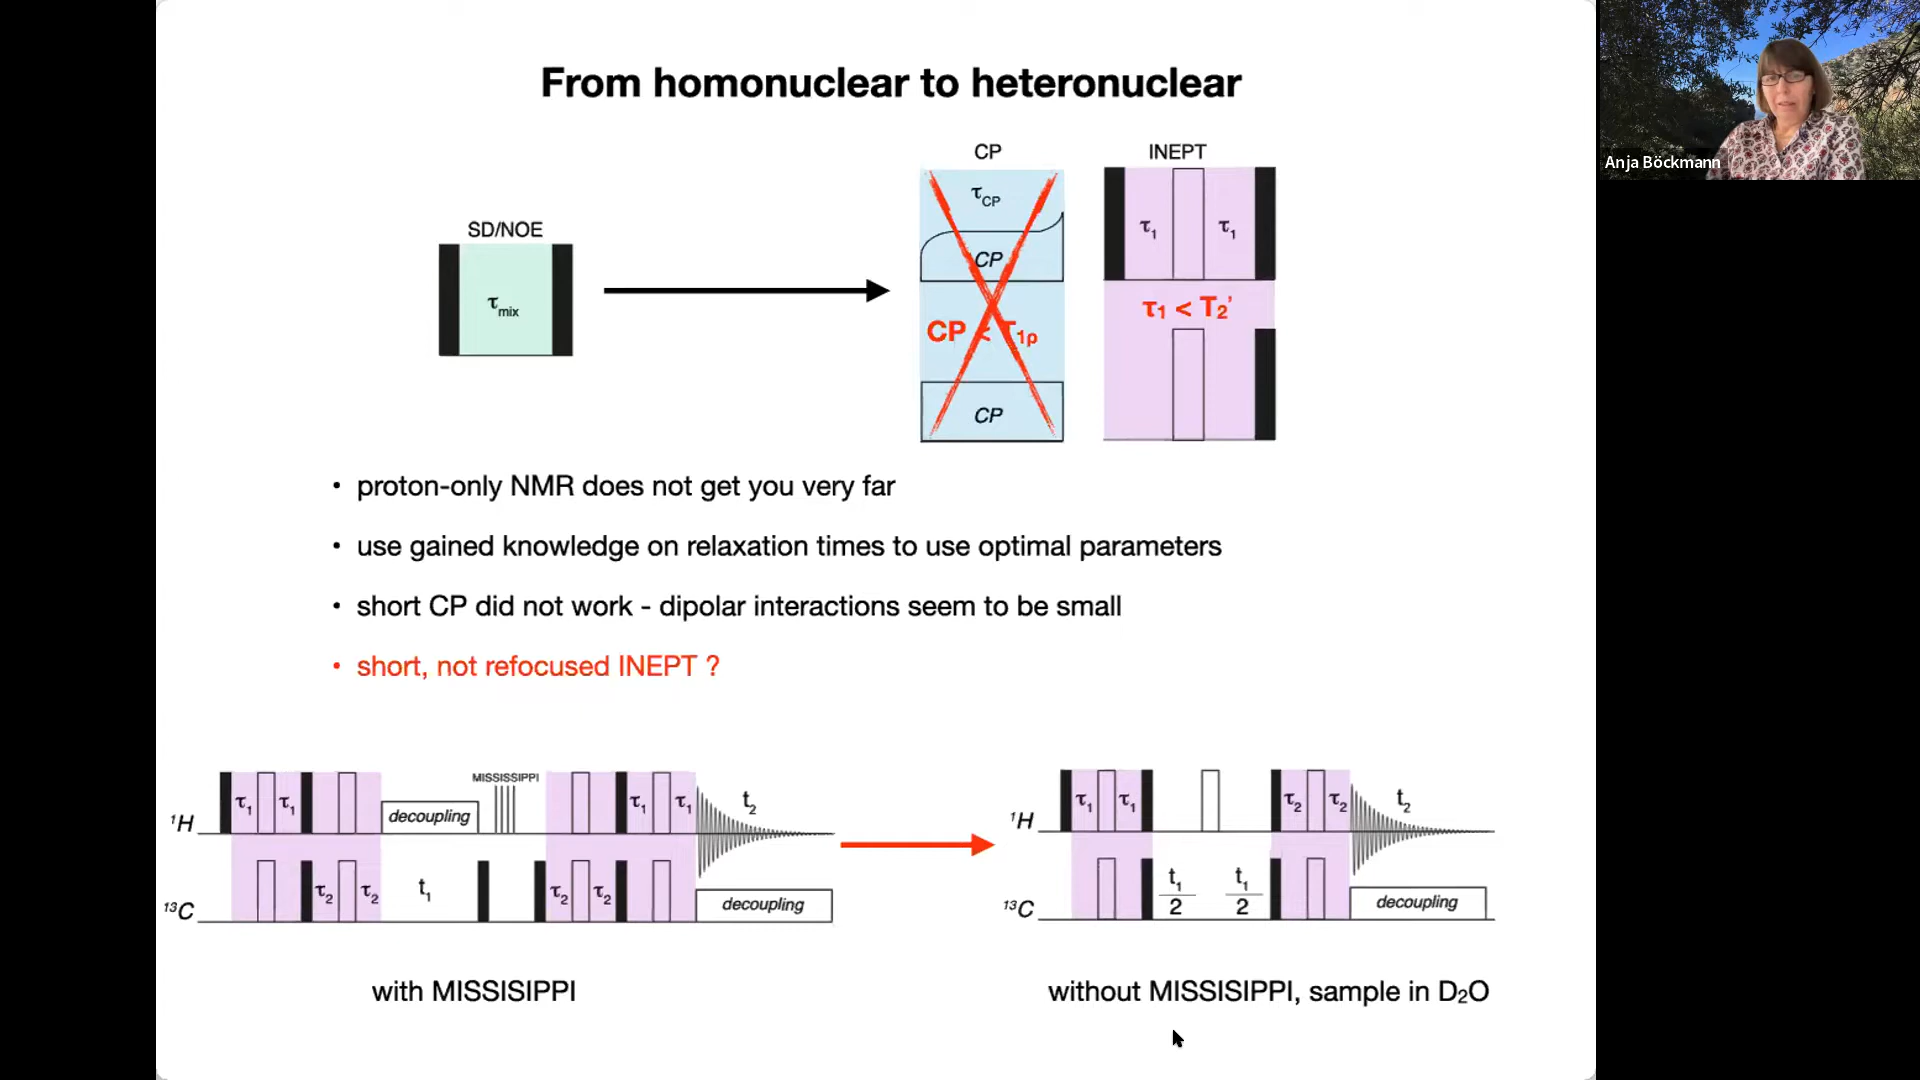 From homonuclear to heteronuclear
Anja Böckmann
CP
INEPT
SD/NOE
τmix
τCP
CP
CP < T1ρ
CP
τ1
τ1
τ1 < T2'
• proton-only NMR does not get you very far
• use gained knowledge on relaxation times to use optimal parameters
• short CP did not work - dipolar interactions seem to be small
• short, not refocused INEPT ?
1H
τ1
τ1
decoupling
MISSISSIPPI
τ1
τ1
t2
13C
τ2
τ2
t1
τ2
τ2
decoupling
with MISSISIPPI
1H
τ1
τ1
τ2
τ2
t2
13C
t1
2
t1
2
decoupling
without MISSISIPPI, sample in D2O